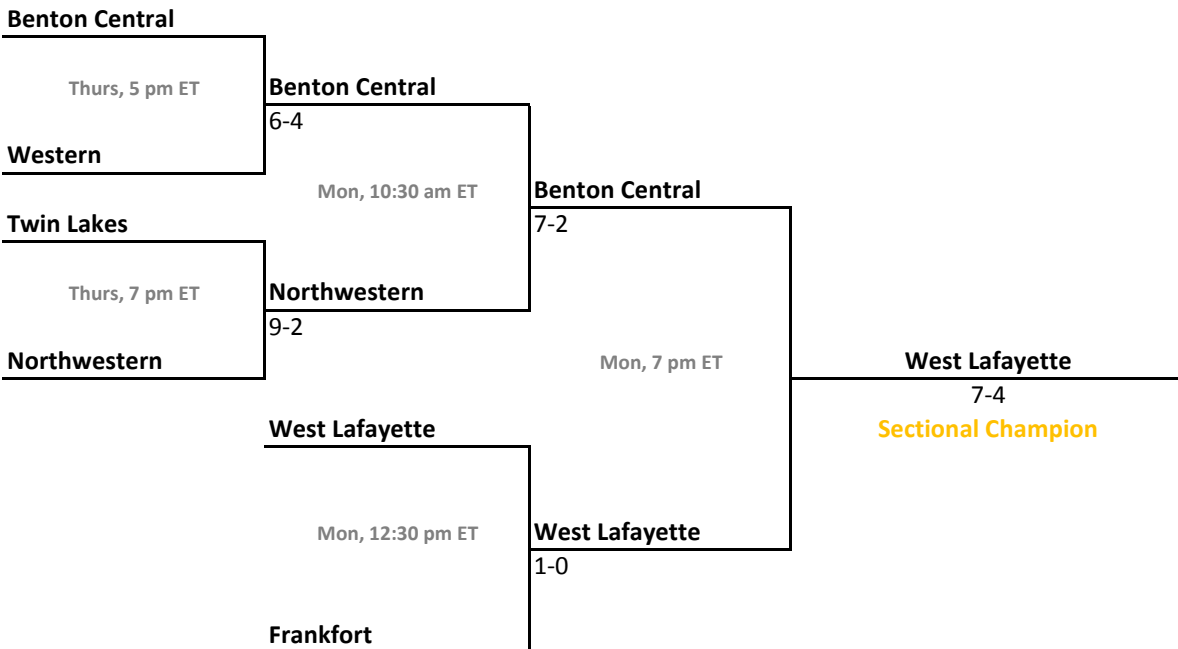 Benton Central
Thurs, 5 pm ET
Benton Central
6-4
Western
Mon, 10:30 am ET
Benton Central
7-2
Twin Lakes
Thurs, 7 pm ET
Northwestern
9-2
Northwestern
Mon, 7 pm ET
West Lafayette
7-4
Sectional Champion
West Lafayette
Mon, 12:30 pm ET
West Lafayette
1-0
Frankfort